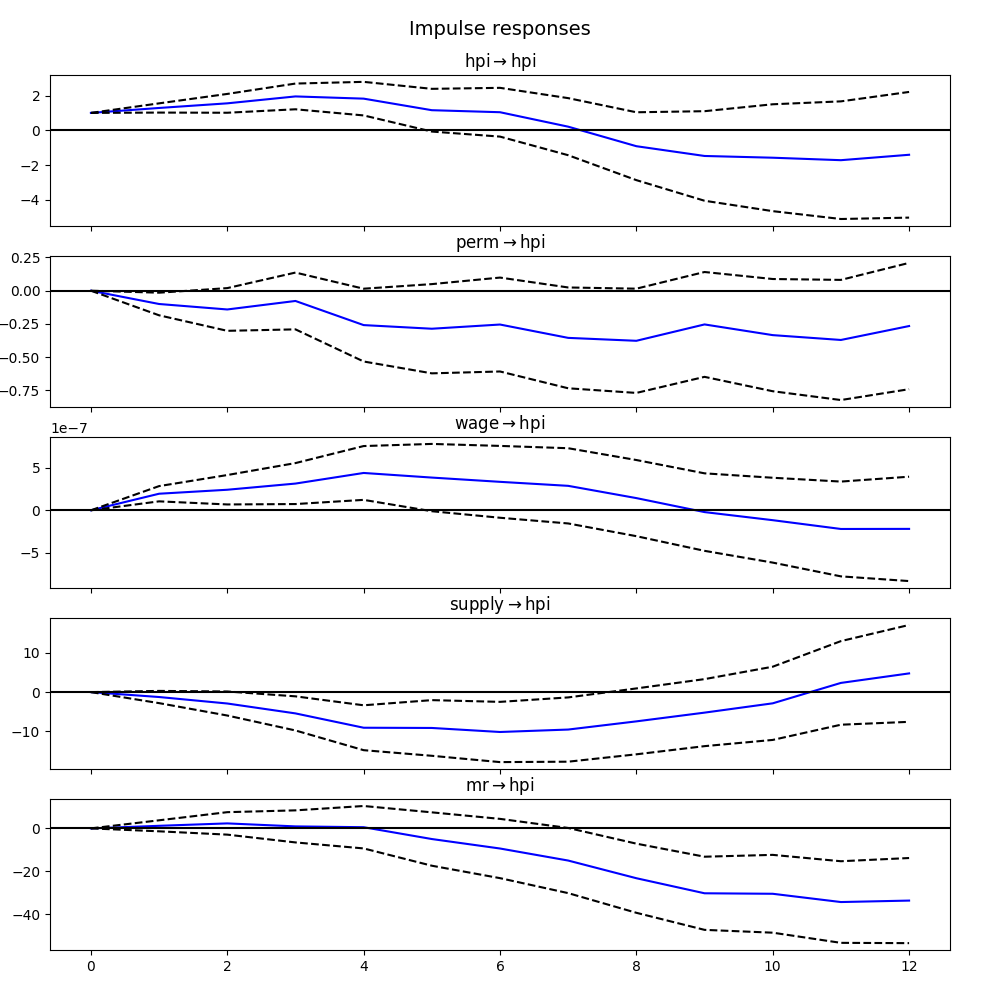 Impulse responses
hpi → hpi
2
0
−2
−4
perm → hpi
0.25
0.00
−0.25
−0.50
−0.75
wage → hpi
1e−7
5
0
−5
supply → hpi
10
0
−10
mr → hpi
0
−20
−40
0 2 4 6 8 10 12